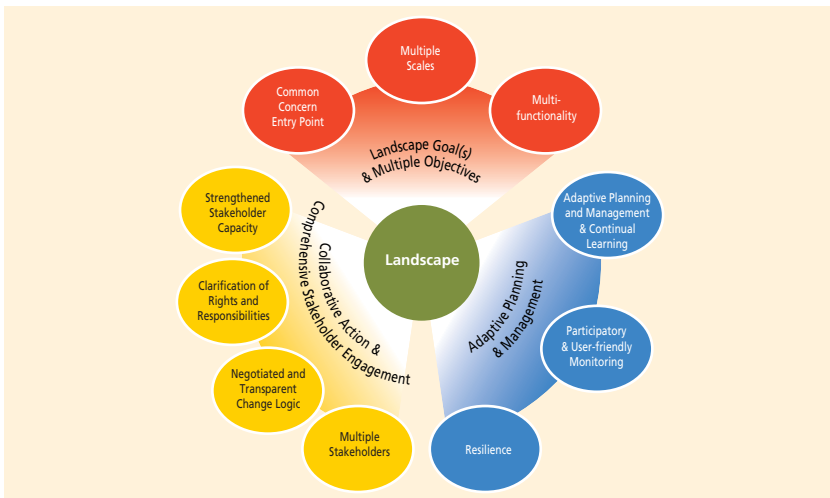 Multiple
Scales
Common
Concern
Entry Point
Multi-
functionality
Landscape Goal(s)
& Multiple Objectives
Strengthened
Stakeholder
Capacity
Clarification of
Rights and
Responsibilities
Negotiated and
Transparent
Change Logic
Multiple
Stakeholders
Collaborative Action &
Comprehensive Stakeholder Engagement
Landscape
Adaptive Planning
& Management
Adaptive Planning
and Management
& Continual
Learning
Participatory
& User-friendly
Monitoring
Resilience